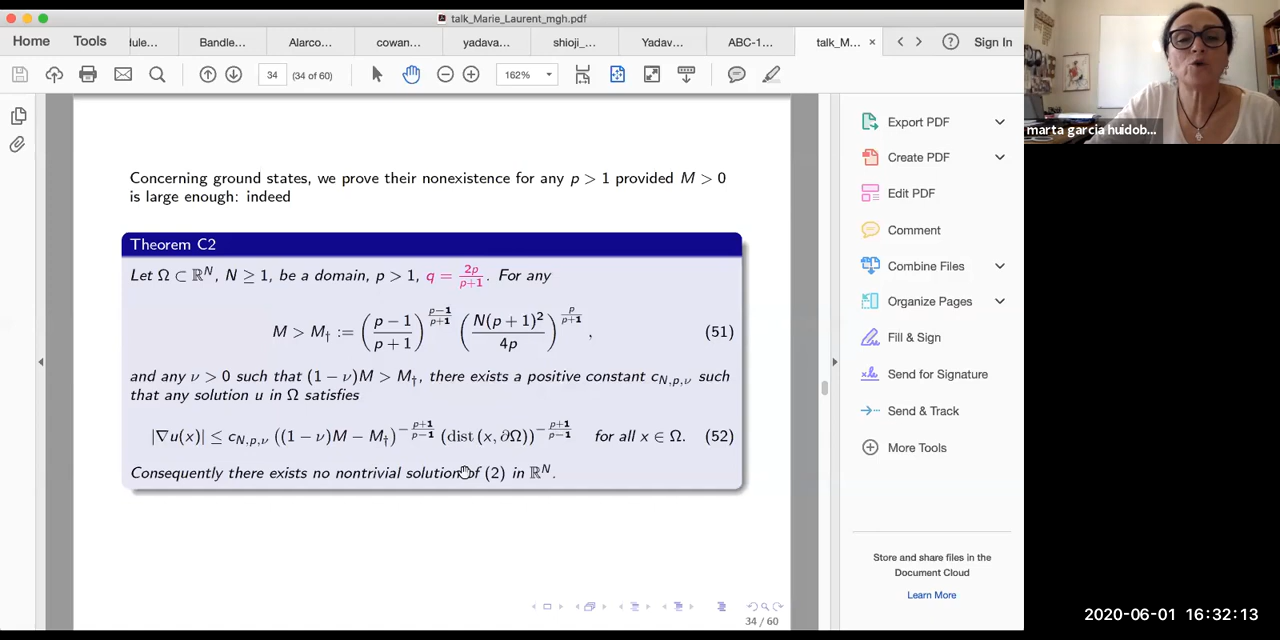 talk_Marie_Laurent_mgh.pdf
Home Tools dule... Bandle... Alarco... cowan... yadava... shioji_... Yadav... ABC-1... talk_M... × Sign In
34 (34 of 60) 162%
Export PDF
Create PDF
Edit PDF
Comment
Combine Files
Organize Pages
Fill & Sign
Send for Signature
Send & Track
More Tools
Store and share files in the
Document Cloud
Learn More
Concerning ground states, we prove their nonexistence for any p > 1 provided M > 0
is large enough: indeed
Theorem C2
Let Ω ⊂ ℝᴺ, N ≥ 1, be a domain, p > 1, q = 2p/(p+1). For any
M > M† := ((p − 1)/(p + 1))^((p−1)/(p+1)) (N(p + 1)²/4p)^(p/(p+1)), (51)
and any ν > 0 such that (1 − ν)M > M†, there exists a positive constant c_{N,p,ν} such
that any solution u in Ω satisfies
|∇u(x)| ≤ c_{N,p,ν} ((1 − ν)M − M†)^(−(p+1)/(p−1)) (dist (x, ∂Ω))^(−(p+1)/(p−1)) for all x ∈ Ω. (52)
Consequently there exists no nontrivial solution of (2) in ℝᴺ.
34 / 60
marta garcia huidob...
2020-06-01 16:32:13